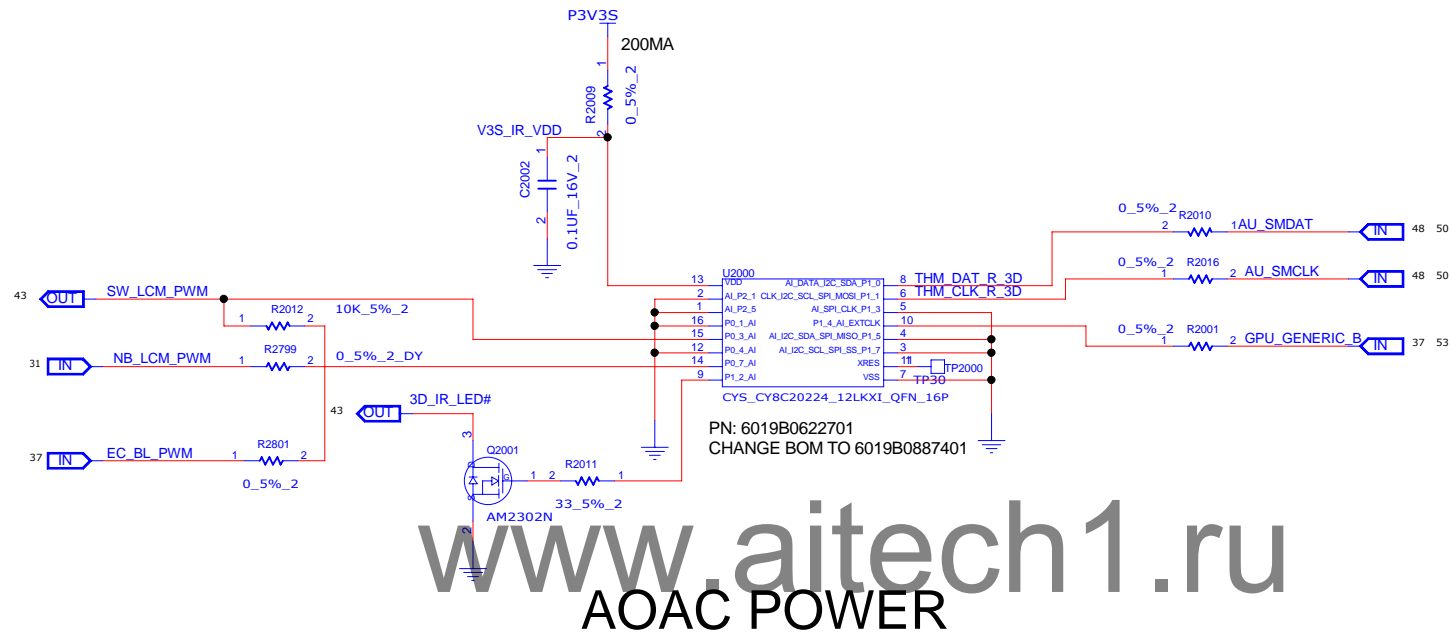 P3V3S
200MA
1
R2009
0_5%_2
2
V3S_IR_VDD
1
C2002
0.1UF_16V_2
2
0_5%_2
R2010
2
1
AU_SMDAT
IN
48 50
0_5%_2
R2016
1
2
AU_SMCLK
IN
48 50
0_5%_2
R2001
1
2
GPU_GENERIC_B
IN
37 53
43
OUT
SW_LCM_PWM
1
R2012
2
10K_5%_2
31
IN
NB_LCM_PWM
1
R2799
2
0_5%_2_DY
43
OUT
3D_IR_LED#
37
IN
EC_BL_PWM
1
R2801
2
0_5%_2
U2000
13 VDD
2 AI_P2_1
1 AI_P2_5
16 P0_1_AI
15 P0_3_AI
12 P0_4_AI
14 P0_7_AI
9 P1_2_AI
AI_DATA_I2C_SDA_P1_0 8 THM_DAT_R_3D
CLK_I2C_SCL_SPI_MOSI_P1_1 6 THM_CLK_R_3D
AI_SPI_CLK_P1_3 5
P1_4_AI_EXTCLK 10
AI_I2C_SDA_SPI_MISO_P1_5 4
AI_I2C_SCL_SPI_SS_P1_7 3
XRES 11 1 TP2000
VSS 7 TP30
CYS_CY8C20224_12LKXI_QFN_16P
PN: 6019B0622701
CHANGE BOM TO 6019B0887401
3
Q2001
D
G
S
1
2
R2011
1
33_5%_2
AM2302N
2
www.aitech1.ru
AOAC POWER